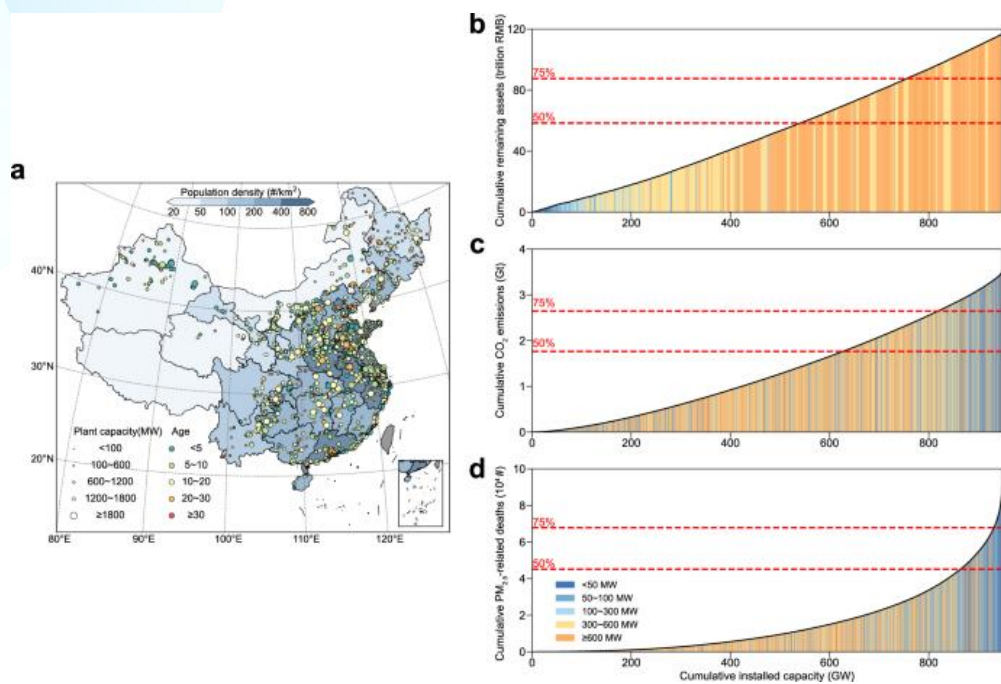 a
Population density (#/km²)
20 50 100 200 400 800
40°N
30°N
20°N
Plant capacity(MW) Age
<100 <5
100~600 5~10
600~1200 10~20
1200~1800 20~30
≥1800 ≥30
80°E 90°E 100°E 110°E 120°E
b
Cumulative remaining assets (trillion RMB)
120
80
40
0
75%
50%
0 200 400 600 800
c
Cumulative CO₂ emissions (Gt)
4
3
2
1
0
75%
50%
0 200 400 600 800
d
Cumulative PM₂.₅-related deaths (10⁴ #)
10
8
6
4
2
0
75%
50%
<50 MW
50~100 MW
100~300 MW
300~600 MW
≥600 MW
0 200 400 600 800
Cumulative installed capacity (GW)